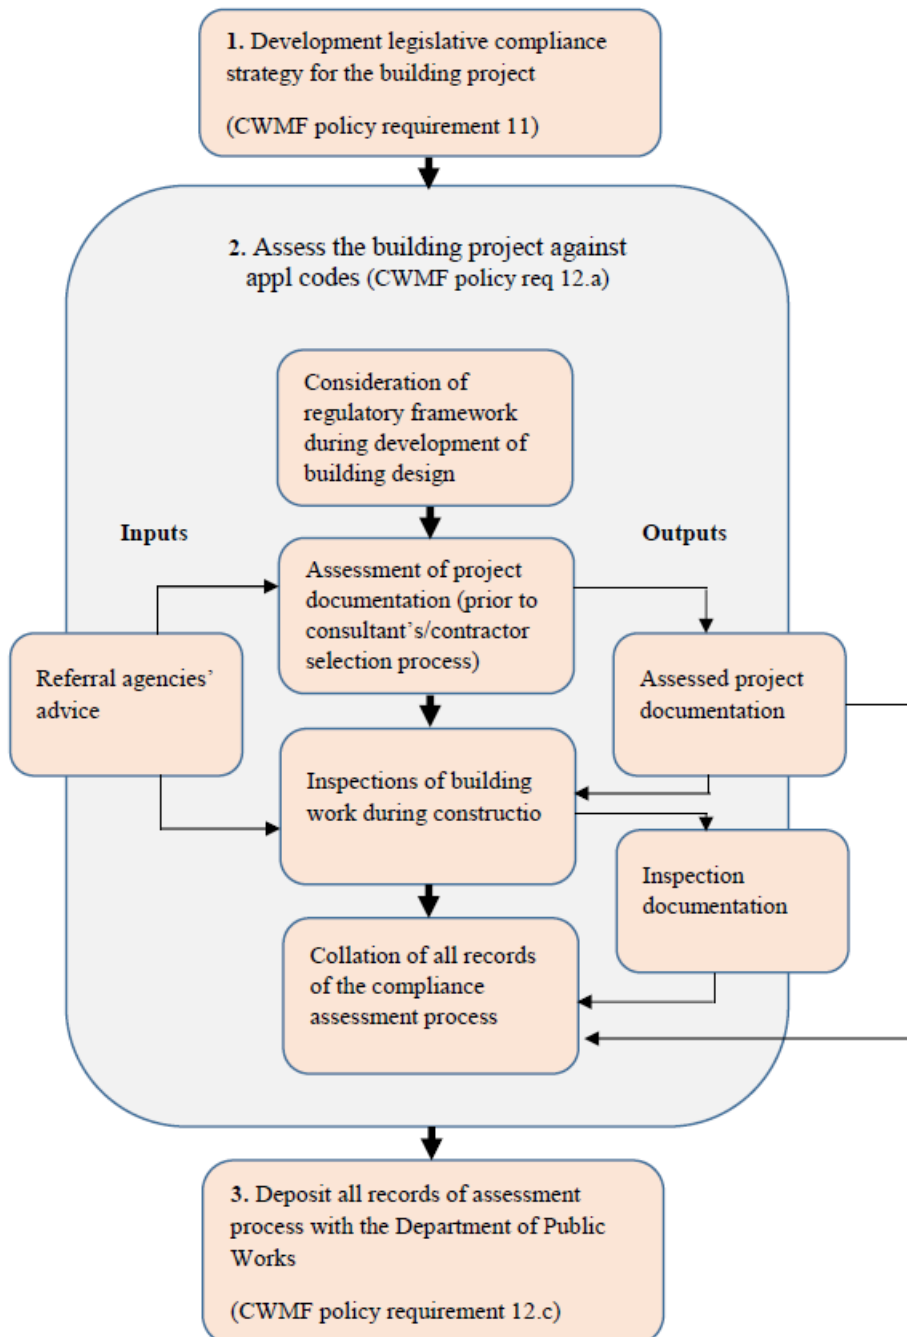 1. Development legislative compliance
strategy for the building project
(CWMF policy requirement 11)
2. Assess the building project against
appl codes (CWMF policy req 12.a)
Consideration of
regulatory framework
during development of
building design
Inputs
Outputs
Assessment of project
documentation (prior to
consultant's/contractor
selection process)
Referral agencies'
advice
Assessed project
documentation
Inspections of building
work during constructio
Inspection
documentation
Collation of all records
of the compliance
assessment process
3. Deposit all records of assessment
process with the Department of Public
Works
(CWMF policy requirement 12.c)